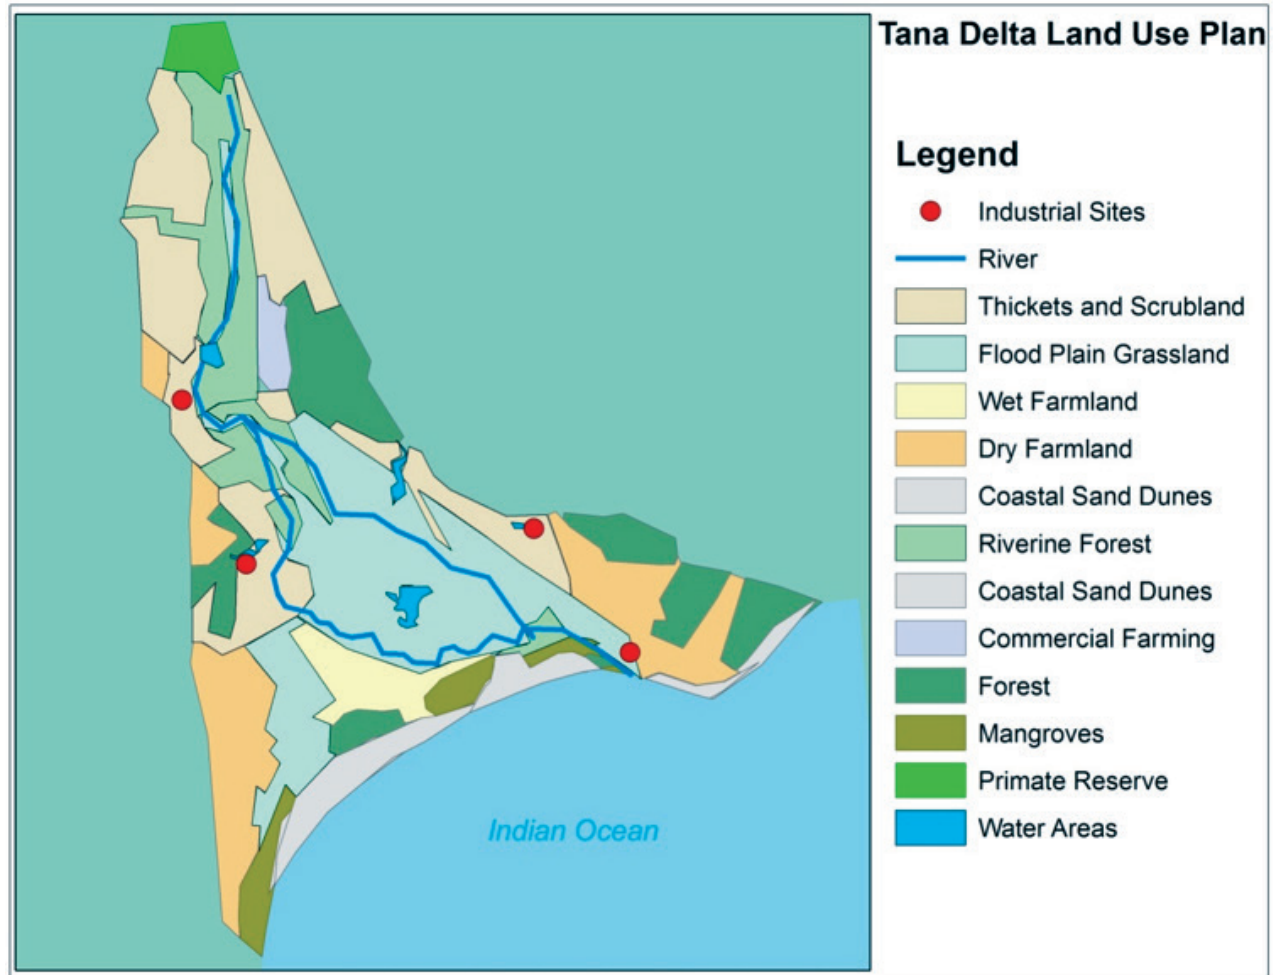 Tana Delta Land Use Plan
Legend
Industrial Sites
River
Thickets and Scrubland
Flood Plain Grassland
Wet Farmland
Dry Farmland
Coastal Sand Dunes
Riverine Forest
Coastal Sand Dunes
Commercial Farming
Forest
Mangroves
Primate Reserve
Water Areas
Indian Ocean